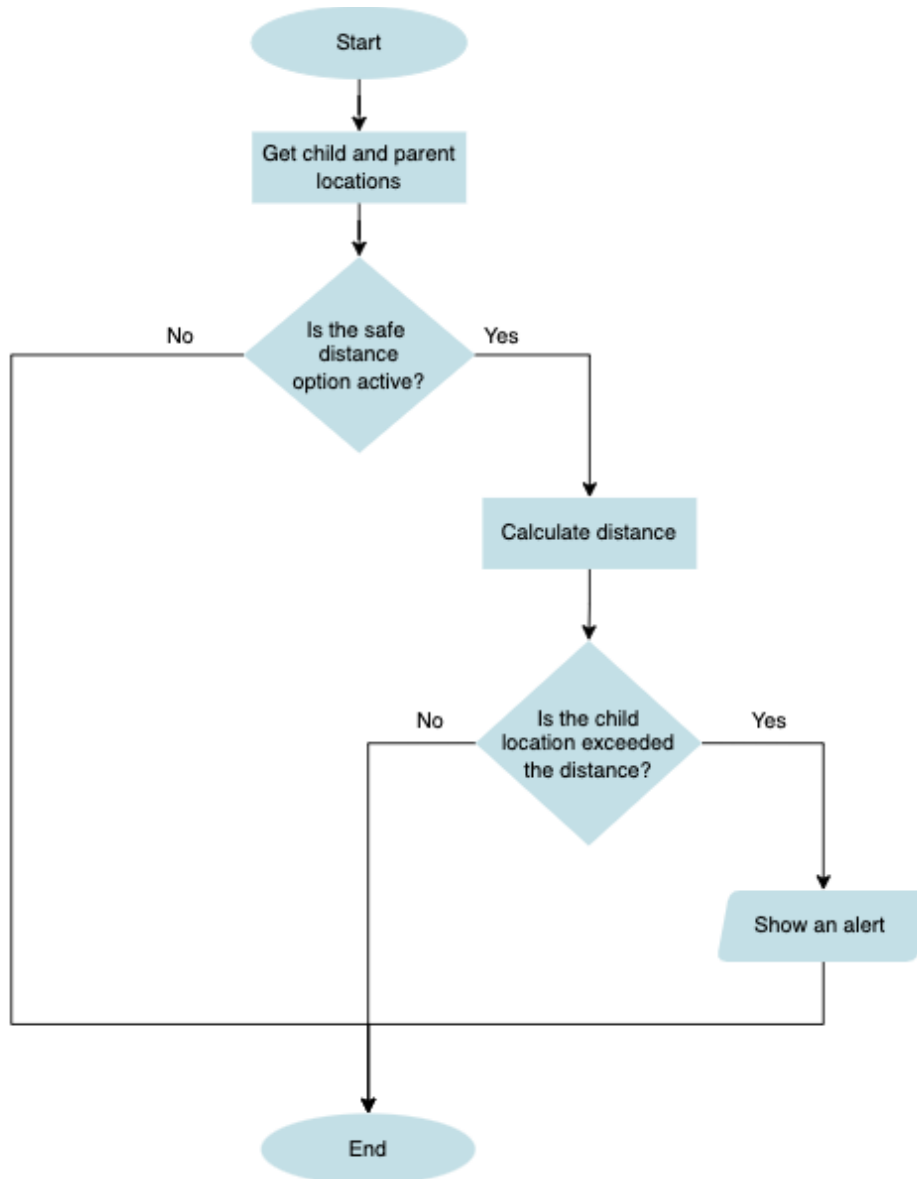 Start
Get child and parent
locations
No
Yes
Is the safe
distance
option active?
Calculate distance
No
Yes
Is the child
location exceeded
the distance?
Show an alert
End